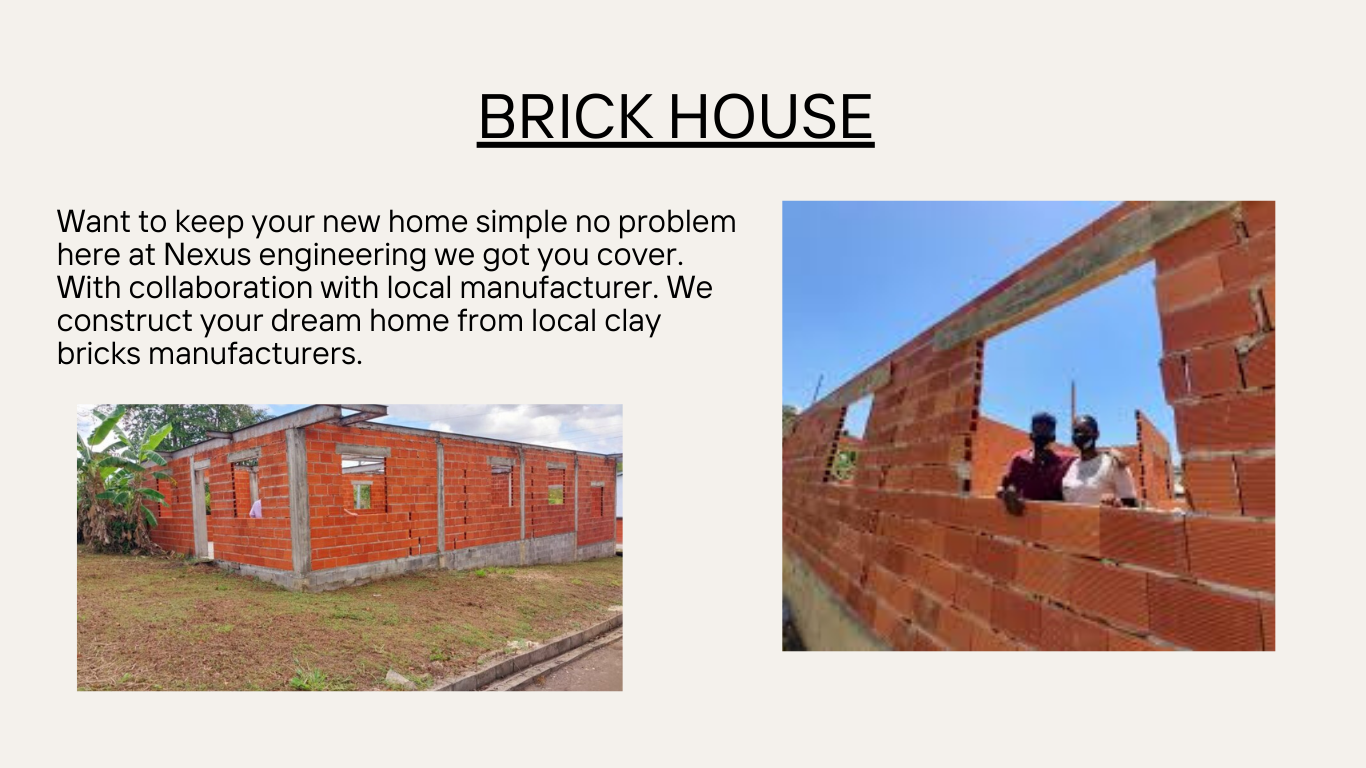 BRICK HOUSE
Want to keep your new home simple no problem
here at Nexus engineering we got you cover.
With collaboration with local manufacturer. We
construct your dream home from local clay
bricks manufacturers.